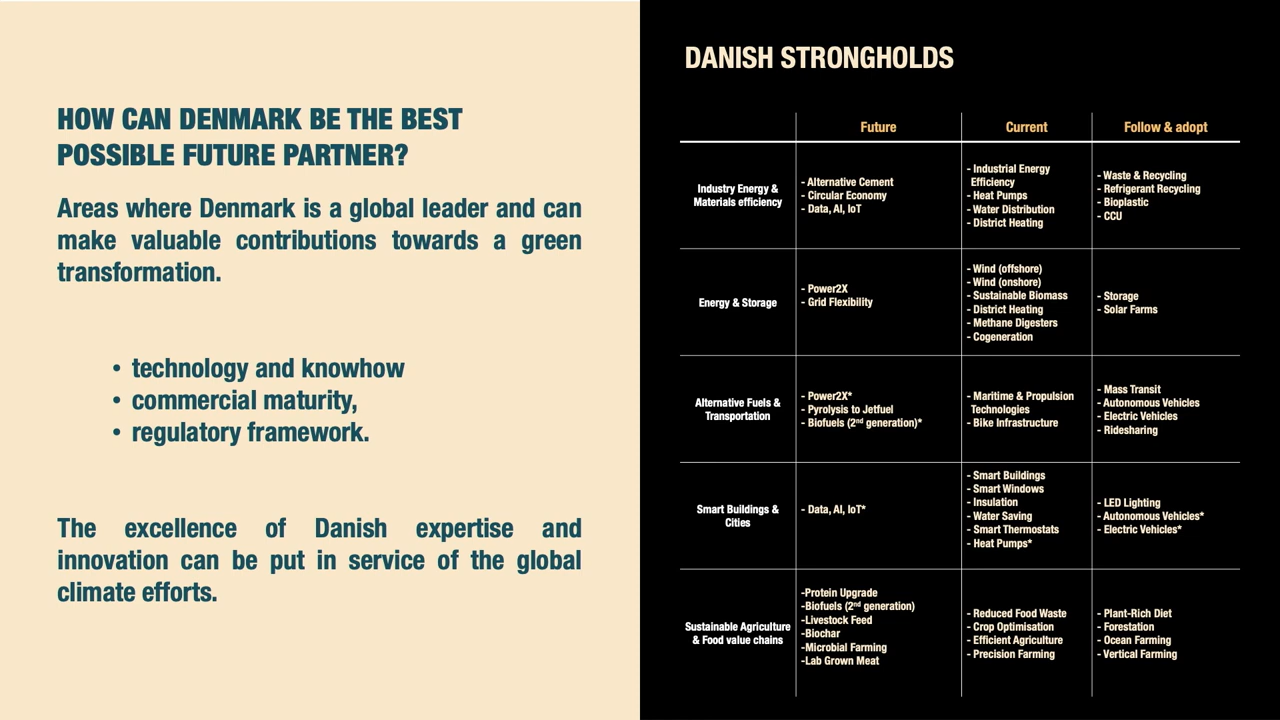 HOW CAN DENMARK BE THE BEST
POSSIBLE FUTURE PARTNER?
Areas where Denmark is a global leader and can
make valuable contributions towards a green
transformation.
• technology and knowhow
• commercial maturity,
• regulatory framework.
The excellence of Danish expertise and
innovation can be put in service of the global
climate efforts.
DANISH STRONGHOLDS
Future
Current
Follow & adopt
Industry Energy &
Materials efficiency
- Alternative Cement
- Circular Economy
- Data, AI, IoT
- Industrial Energy
Efficiency
- Heat Pumps
- Water Distribution
- District Heating
- Waste & Recycling
- Refrigerant Recycling
- Bioplastic
- CCU
Energy & Storage
- Power2X
- Grid Flexibility
- Wind (offshore)
- Wind (onshore)
- Sustainable Biomass
- District Heating
- Methane Digesters
- Cogeneration
- Storage
- Solar Farms
Alternative Fuels &
Transportation
- Power2X*
- Pyrolysis to Jetfuel
- Biofuels (2nd generation)*
- Maritime & Propulsion
Technologies
- Bike Infrastructure
- Mass Transit
- Autonomous Vehicles
- Electric Vehicles
- Ridesharing
Smart Buildings &
Cities
- Data, AI, IoT*
- Smart Buildings
- Smart Windows
- Insulation
- Water Saving
- Smart Thermostats
- Heat Pumps*
- LED Lighting
- Autonomous Vehicles*
- Electric Vehicles*
Sustainable Agriculture
& Food value chains
-Protein Upgrade
-Biofuels (2nd generation)
-Livestock Feed
-Biochar
-Microbial Farming
-Lab Grown Meat
- Reduced Food Waste
- Crop Optimisation
- Efficient Agriculture
- Precision Farming
- Plant-Rich Diet
- Forestation
- Ocean Farming
- Vertical Farming